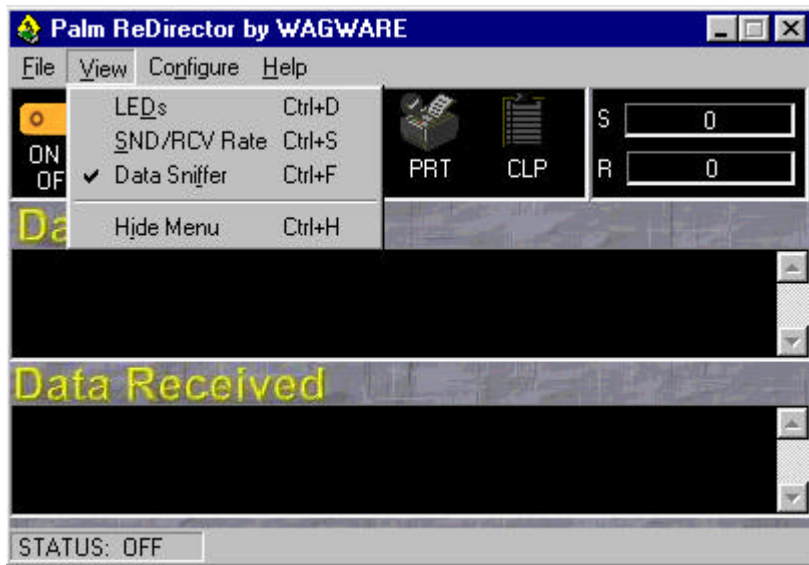 Palm ReDirector by WAGWARE
File View Configure Help
LEDs Ctrl+D
SND/RCV Rate Ctrl+S
Data Sniffer Ctrl+F
Hide Menu Ctrl+H
ON
OF
PRT CLP
S 0
R 0
Da
Data Received
STATUS: OFF